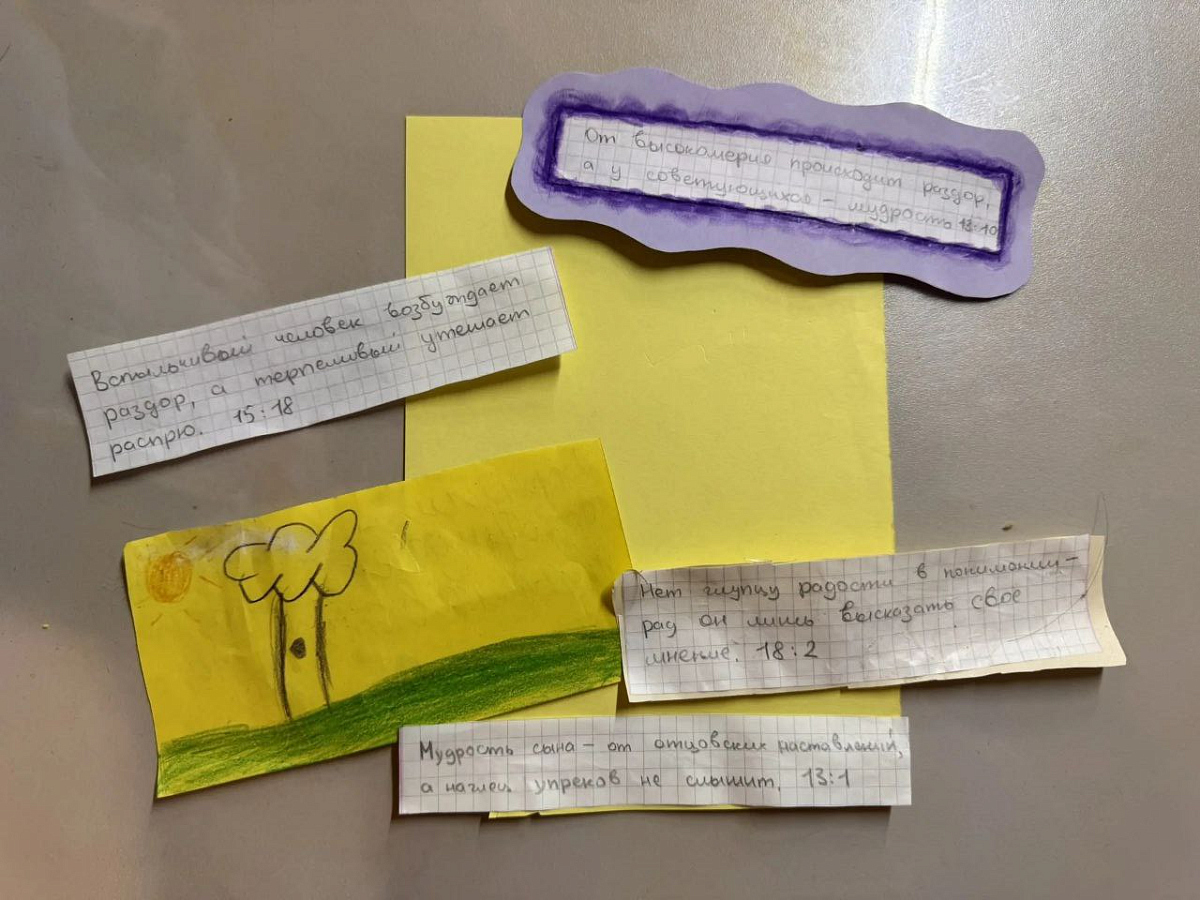 От высокомерия происходит раздор,
а у советующихся – мудрость 13:10
Вспыльчивый человек возбуждает
раздор, а терпеливый утешает
распрю. 15:18
Нет глупцу радости в понимании –
рад он лишь высказать своё
мнение. 18:2
Мудрость сына – от отцовских наставлений,
а наглец упреков не слышит. 13:1